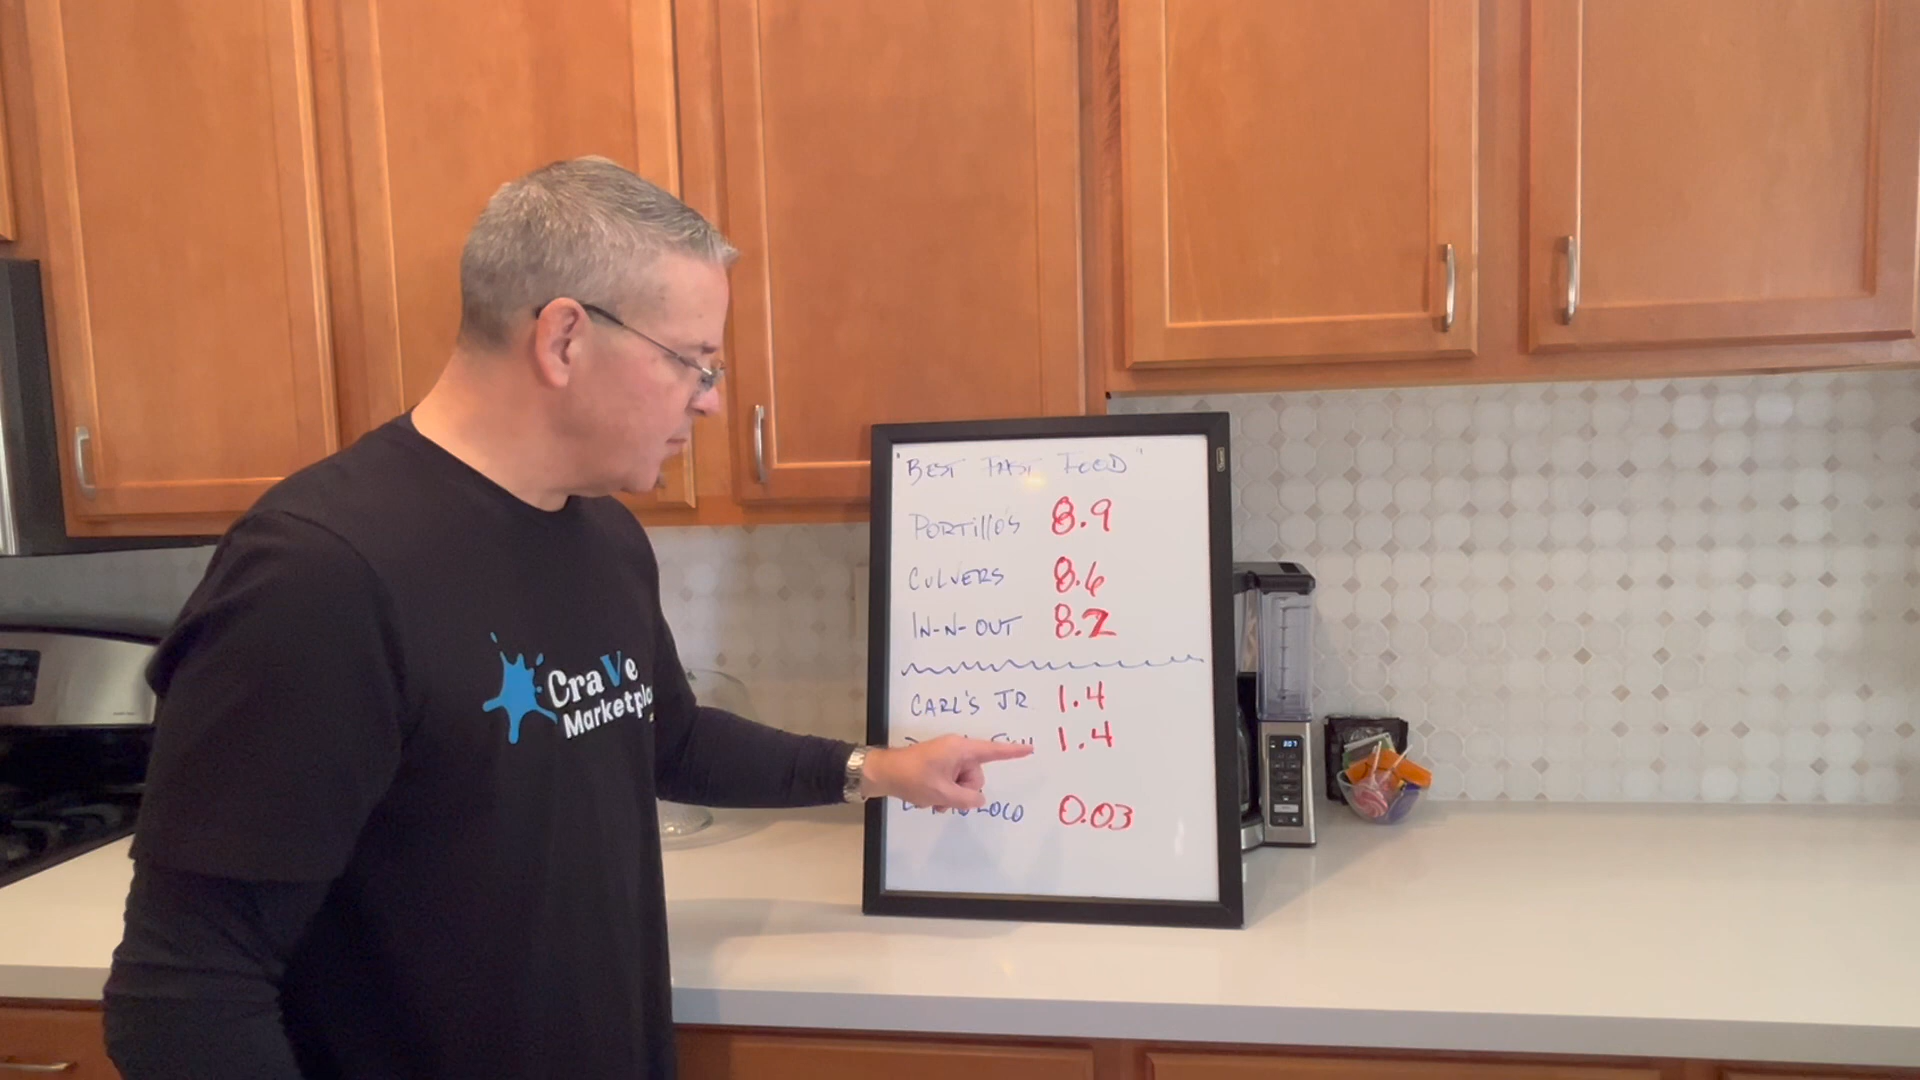 CraVe
Marketpla
"BEST FAST FOOD"
PORTillO'S 8.9
CULVERS 8.6
IN-N-OUT 8.2
CARL'S JR 1.4
1.4
LOCO 0.03